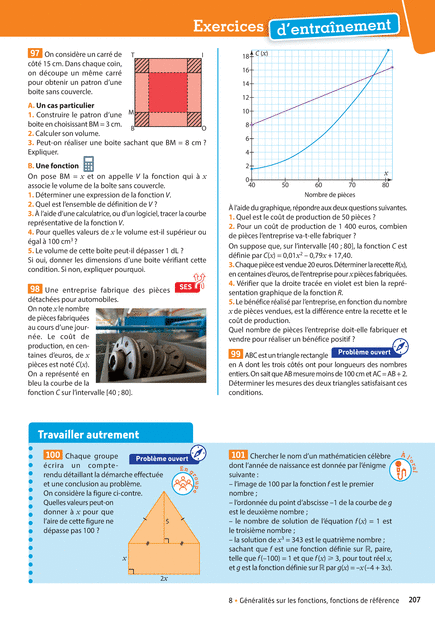 Exercices d'entraînement
97 On considère un carré de
côté 15 cm. Dans chaque coin,
on découpe un même carré
pour obtenir un patron d'une
boite sans couvercle.
T I
M
B O
A. Un cas particulier
1. Construire le patron d'une
boite en choisissant BM = 3 cm.
2. Calculer son volume.
3. Peut-on réaliser une boite sachant que BM = 8 cm ?
Expliquer.
B. Une fonction
On pose BM = x et on appelle V la fonction qui à x
associe le volume de la boite sans couvercle.
1. Déterminer une expression de la fonction V.
2. Quel est l'ensemble de définition de V ?
3. À l'aide d'une calculatrice, ou d'un logiciel, tracer la courbe
représentative de la fonction V.
4. Pour quelles valeurs de x le volume est-il supérieur ou
égal à 100 cm³ ?
5. Le volume de cette boite peut-il dépasser 1 dL ?
Si oui, donner les dimensions d'une boite vérifiant cette
condition. Si non, expliquer pourquoi.
98 Une entreprise fabrique des pièces
détachées pour automobiles.
SES
On note x le nombre
de pièces fabriquées
au cours d'une jour-
née. Le coût de
production, en cen-
taines d'euros, de x
pièces est noté C(x).
On a représenté en
bleu la courbe de la
fonction C sur l'intervalle [40 ; 80].
C(x)
18
16
14
12
10
8
6
4
2
0
40 50 60 70 80
x
Nombre de pièces
À l'aide du graphique, répondre aux deux questions suivantes.
1. Quel est le coût de production de 50 pièces ?
2. Pour un coût de production de 1 400 euros, combien
de pièces l'entreprise va-t-elle fabriquer ?
On suppose que, sur l'intervalle [40 ; 80], la fonction C est
définie par C(x) = 0,01x² – 0,79x + 17,40.
3. Chaque pièce est vendue 20 euros. Déterminer la recette R(x),
en centaines d'euros, de l'entreprise pour x pièces fabriquées.
4. Vérifier que la droite tracée en violet est bien la repré-
sentation graphique de la fonction R.
5. Le bénéfice réalisé par l'entreprise, en fonction du nombre
x de pièces vendues, est la différence entre la recette et le
coût de production.
Quel nombre de pièces l'entreprise doit-elle fabriquer et
vendre pour réaliser un bénéfice positif ?
99 ABC est un triangle rectangle
Problème ouvert
en A dont les trois côtés ont pour longueurs des nombres
entiers. On sait que AB mesure moins de 100 cm et AC = AB + 2.
Déterminer les mesures des deux triangles satisfaisant ces
conditions.
Travailler autrement
100 Chaque groupe
Problème ouvert
écrira un compte-
rendu détaillant la démarche effectuée
et une conclusion au problème.
On considère la figure ci-contre.
Quelles valeurs peut-on
donner à x pour que
l'aire de cette figure ne
dépasse pas 100 ?
En groupe
5
x
2x
101 Chercher le nom d'un mathématicien célèbre
dont l'année de naissance est donnée par l'énigme
suivante :
– l'image de 100 par la fonction f est le premier
nombre ;
– l'ordonnée du point d'abscisse –1 de la courbe de g
est le deuxième nombre ;
– le nombre de solution de l'équation f(x) = 1 est
le troisième nombre ;
– la solution de x³ = 343 est le quatrième nombre ;
sachant que f est une fonction définie sur ℝ, paire,
telle que f(–100) = 1 et que f(x) ⩾ 3, pour tout réel x,
et g est la fonction définie sur ℝ par g(x) = –x(–4 + 3x).
À l'oral
8 • Généralités sur les fonctions, fonctions de référence 207